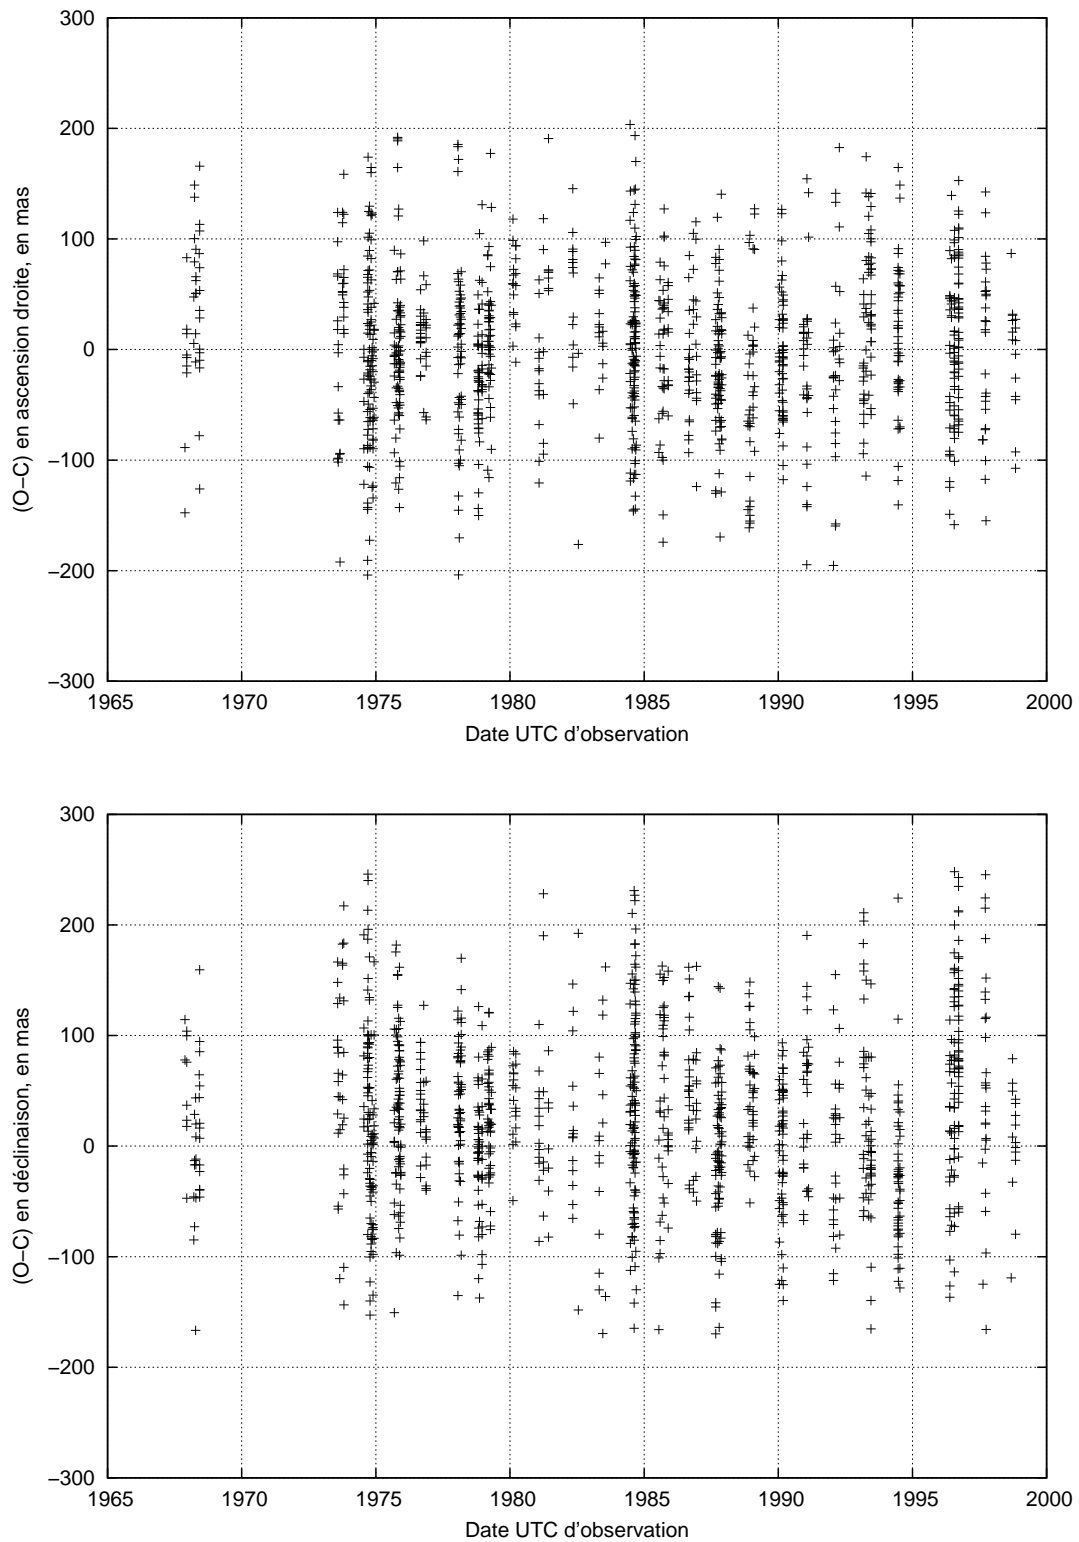 300
200
100
0
−100
−200
−300
(O−C) en ascension droite, en mas
1965 1970 1975 1980 1985 1990 1995 2000
Date UTC d'observation
300
200
100
0
−100
−200
−300
(O−C) en déclinaison, en mas
1965 1970 1975 1980 1985 1990 1995 2000
Date UTC d'observation